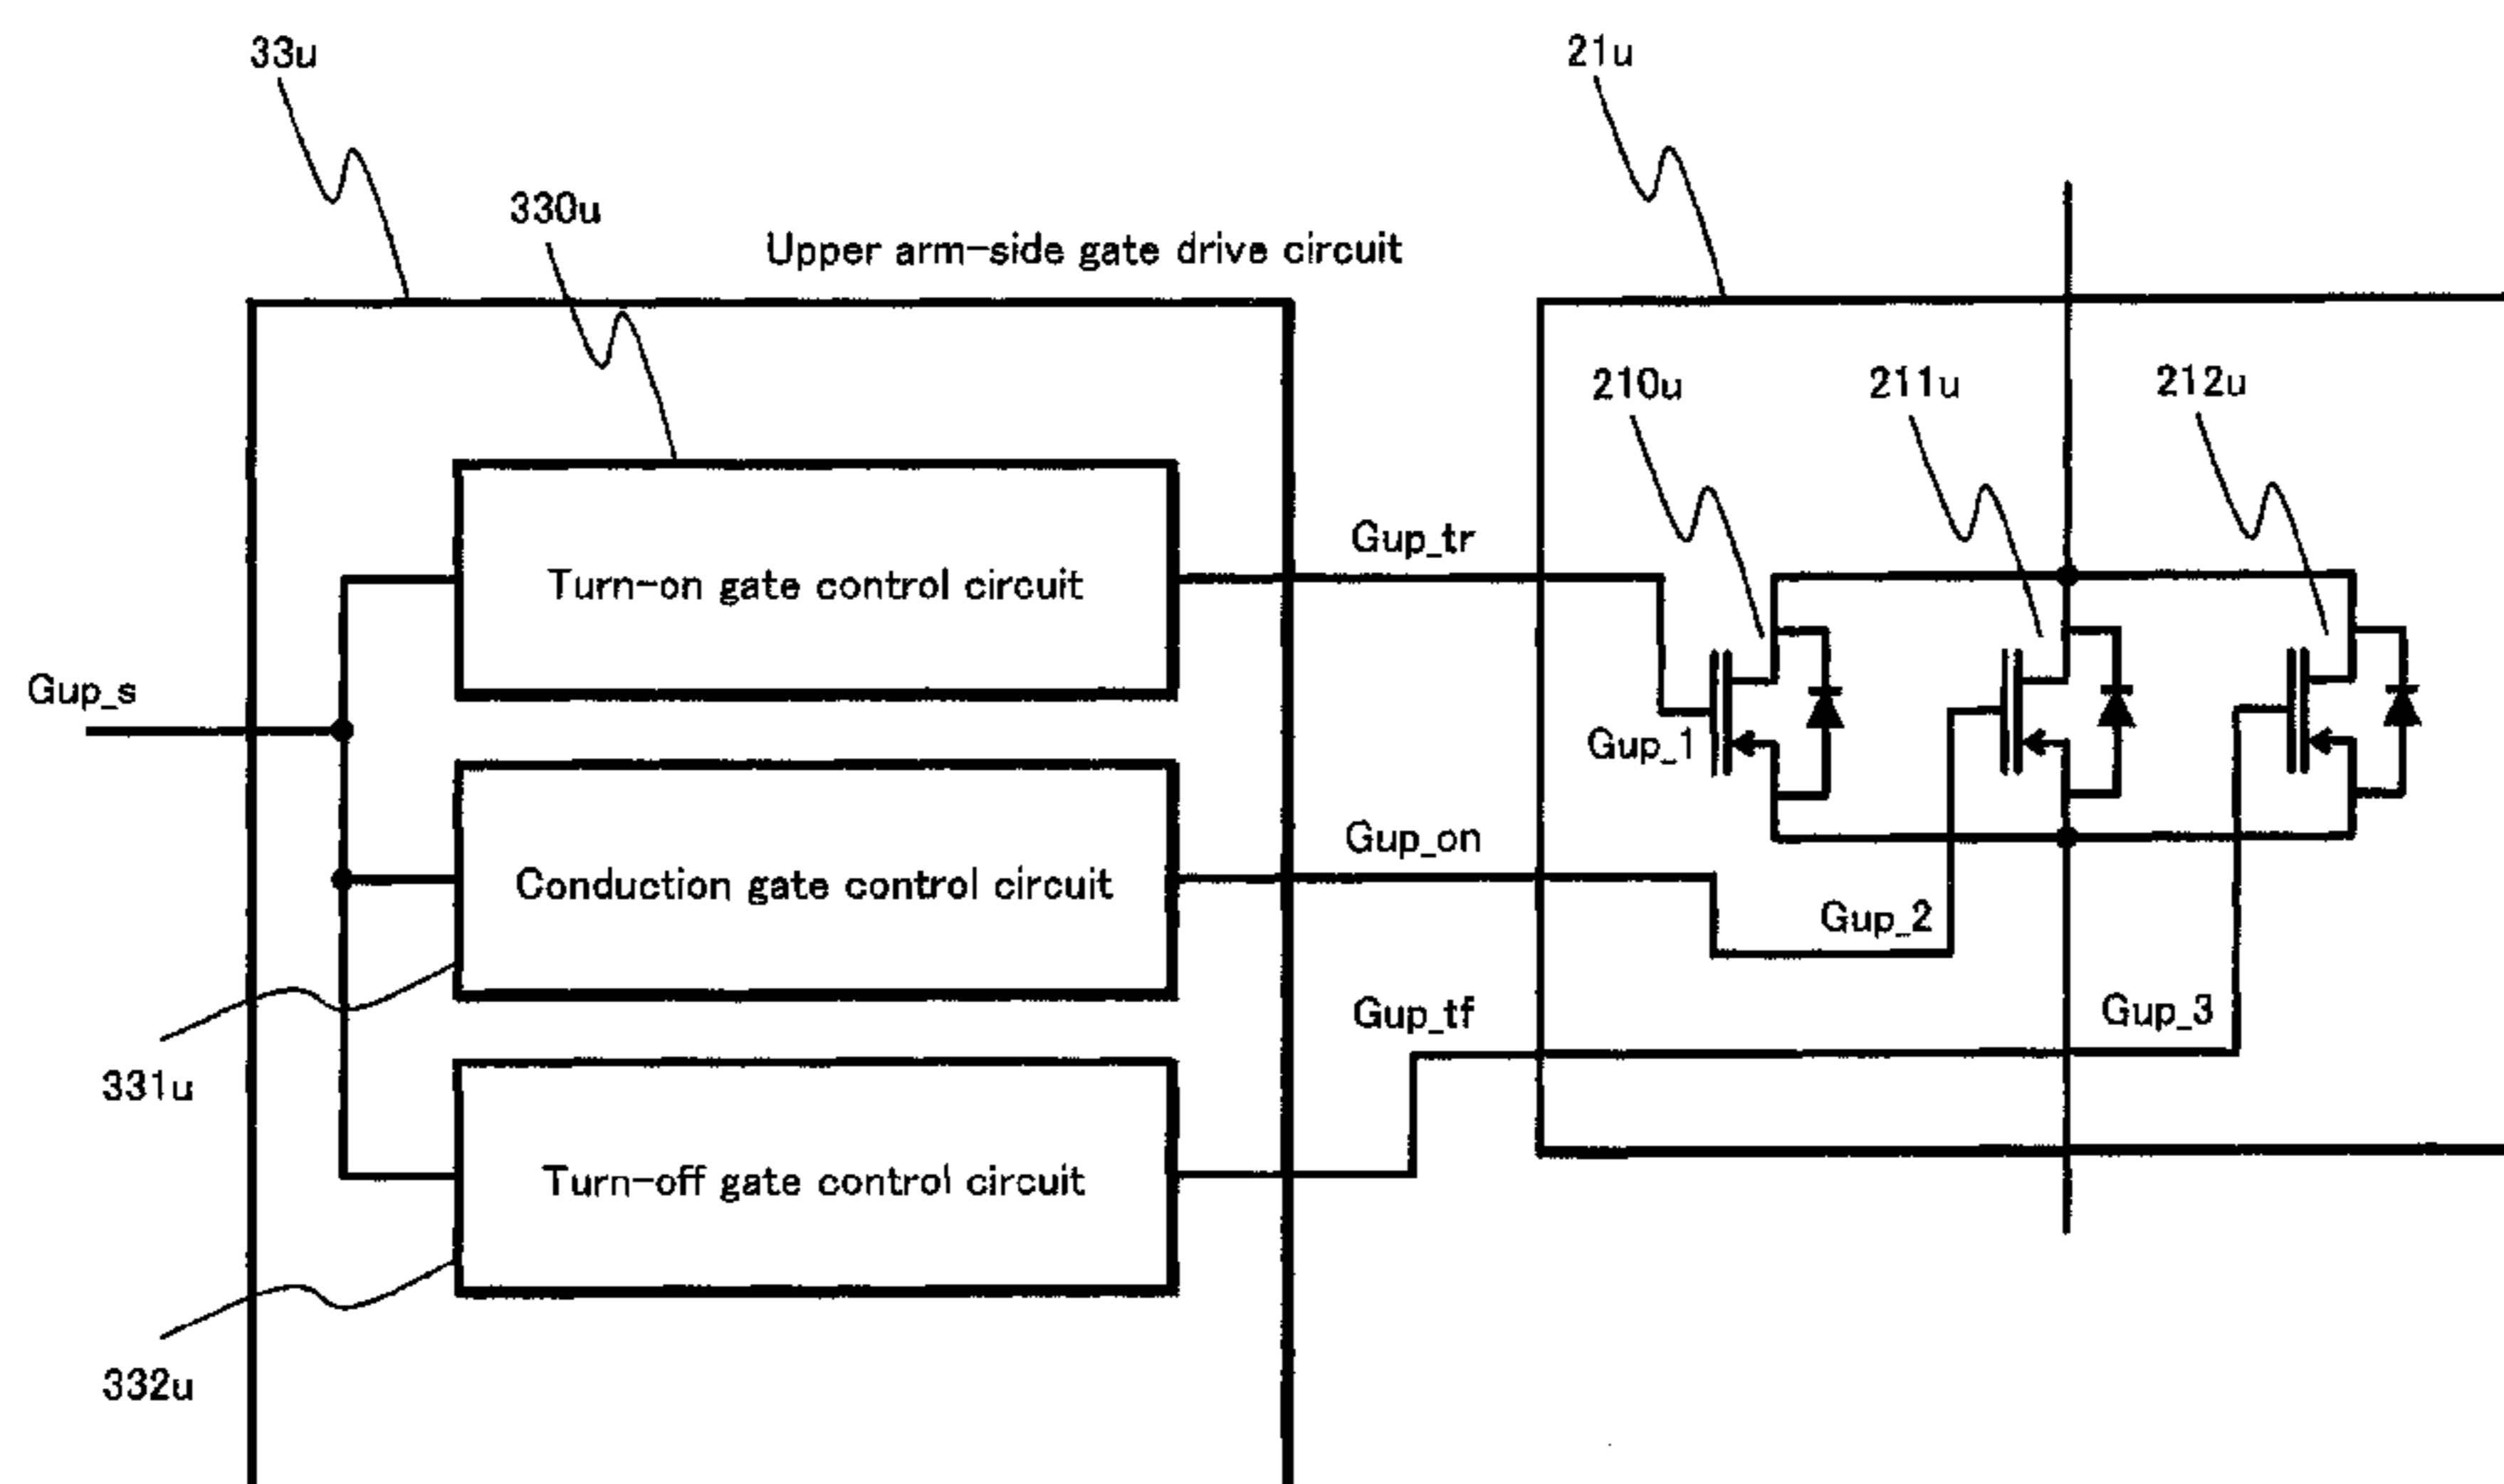 33u
21u
330u
Upper arm-side gate drive circuit
210u
211u
212u
Gup_tr
Turn-on gate control circuit
Gup_s
Gup_1
Gup_on
Conduction gate control circuit
Gup_2
Gup_tf
Gup_3
331u
Turn-off gate control circuit
332u